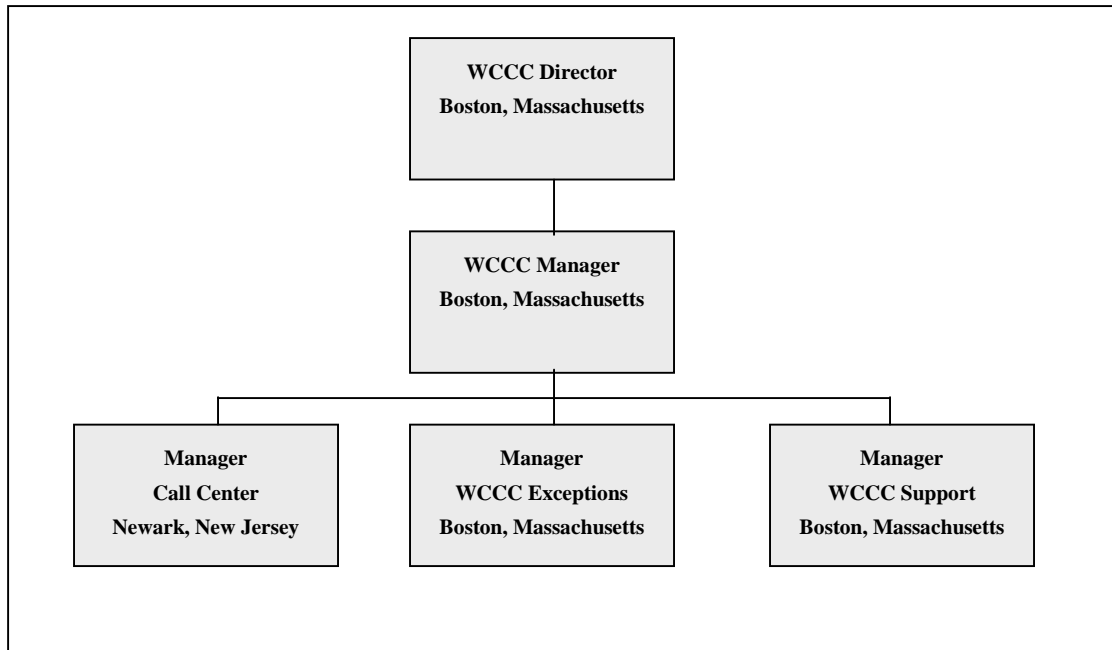 WCCC Director
Boston, Massachusetts
WCCC Manager
Boston, Massachusetts
Manager
Call Center
Newark, New Jersey
Manager
WCCC Exceptions
Boston, Massachusetts
Manager
WCCC Support
Boston, Massachusetts